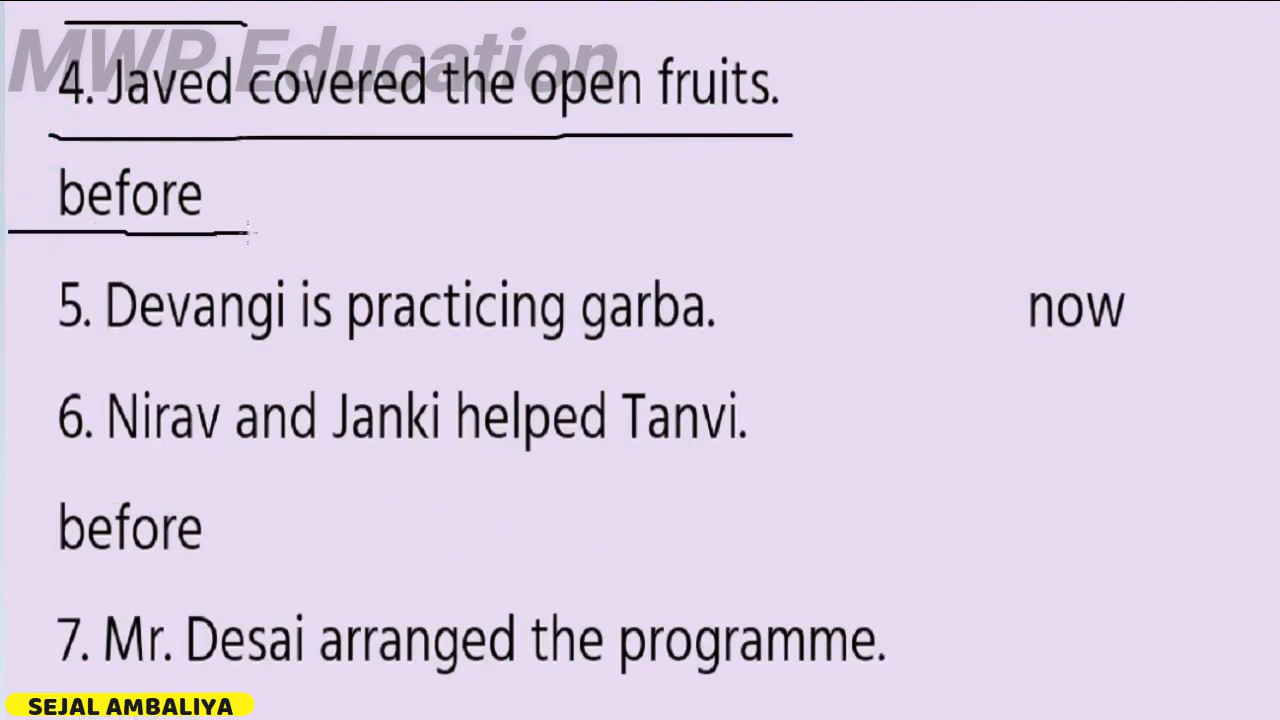 MWP Education
4. Javed covered the open fruits.
before
5. Devangi is practicing garba. now
6. Nirav and Janki helped Tanvi.
before
7. Mr. Desai arranged the programme.
SEJAL AMBALIYA